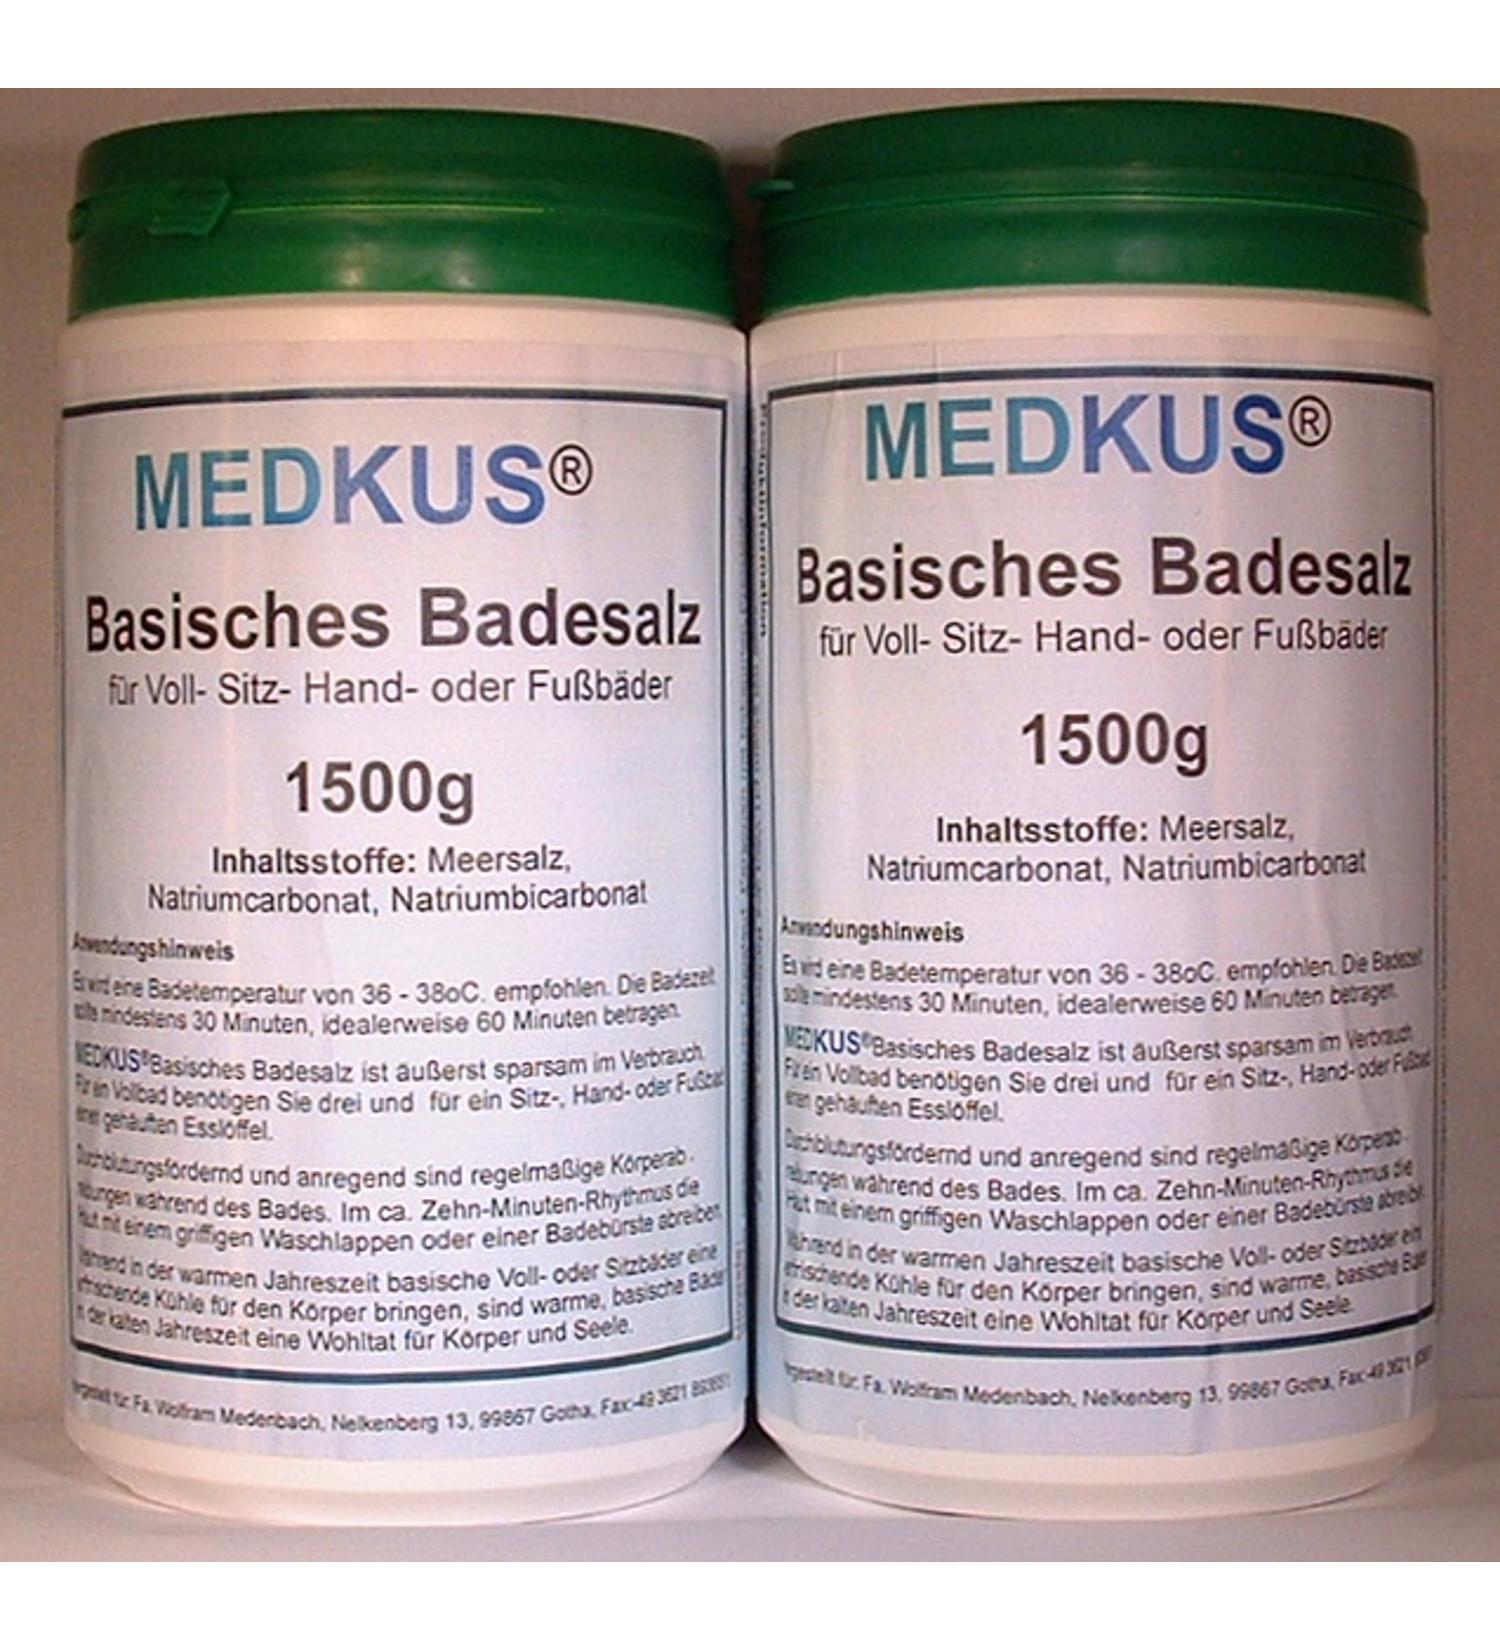 MEDKUS®
Basisches Badesalz
für Voll- Sitz- Hand- oder Fußbäder
1500g
Inhaltsstoffe: Meersalz,
Natriumcarbonat, Natriumbicarbonat
Anwendungshinweis
Es wird eine Badetemperatur von 36 - 38oC. empfohlen. Die Badezeit
sollte mindestens 30 Minuten, idealerweise 60 Minuten betragen.
MEDKUS®Basisches Badesalz ist äußerst sparsam im Verbrauch.
Für ein Vollbad benötigen Sie drei und für ein Sitz-, Hand- oder Fußbad
einen gehäuften Esslöffel.
Durchblutungsfördernd und anregend sind regelmäßige Körperab-
reibungen während des Bades. Im ca. Zehn-Minuten-Rhythmus die
Haut mit einem griffigen Waschlappen oder einer Badebürste abreiben.
Während in der warmen Jahreszeit basische Voll- oder Sitzbäder eine
erfrischende Kühle für den Körper bringen, sind warme, basische Bäder
in der kalten Jahreszeit eine Wohltat für Körper und Seele.
Hergestellt für: Fa. Wolfram Medenbach, Nelkenberg 13, 99867 Gotha, Fax:-49 3621
MEDKUS®
Basisches Badesalz
für Voll- Sitz- Hand- oder Fußbäder
1500g
Inhaltsstoffe: Meersalz,
Natriumcarbonat, Natriumbicarbonat
Anwendungshinweis
Es wird eine Badetemperatur von 36 - 38oC. empfohlen. Die Badezeit
sollte mindestens 30 Minuten, idealerweise 60 Minuten betragen.
MEDKUS®Basisches Badesalz ist äußerst sparsam im Verbrauch.
Für ein Vollbad benötigen Sie drei und für ein Sitz-, Hand- oder Fußbad
einen gehäuften Esslöffel.
Durchblutungsfördernd und anregend sind regelmäßige Körperab-
reibungen während des Bades. Im ca. Zehn-Minuten-Rhythmus die
Haut mit einem griffigen Waschlappen oder einer Badebürste abreiben.
Während in der warmen Jahreszeit basische Voll- oder Sitzbäder eine
erfrischende Kühle für den Körper bringen, sind warme, basische Bäder
in der kalten Jahreszeit eine Wohltat für Körper und Seele.
Hergestellt für: Fa. Wolfram Medenbach, Nelkenberg 13, 99867 Gotha, Fax:-49 3621
Produktinformation